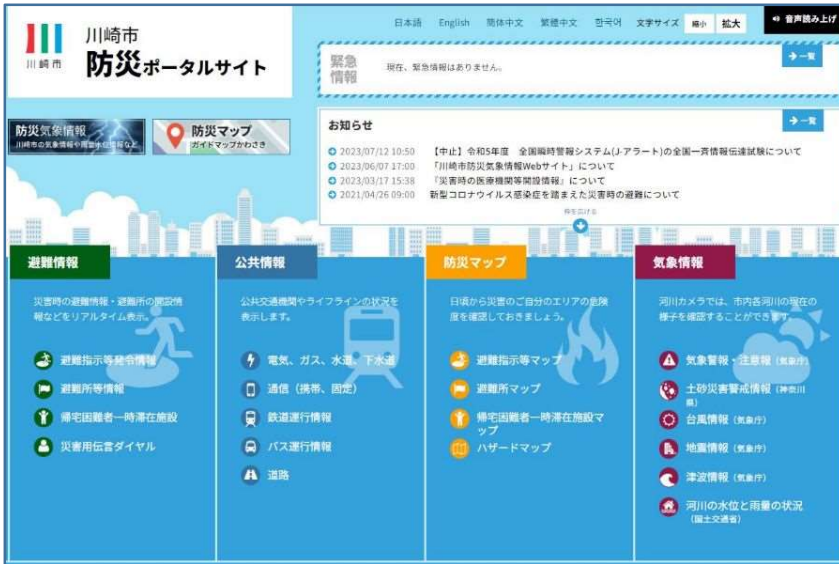 日本語 English 简体中文 繁體中文 한국어 文字サイズ 縮小 拡大 音声読み上げ
川崎市
川崎市
防災ポータルサイト
緊急
情報
現在、緊急情報はありません。
一覧
防災気象情報
川崎市の気象情報や雨量水位情報など
防災マップ
ガイドマップかわさき
お知らせ
一覧
2023/07/12 10:50 【中止】令和5年度 全国瞬時警報システム(J-アラート)の全国一斉情報伝達試験について
2023/06/07 17:00 「川崎市防災気象情報Webサイト」について
2023/03/17 15:38 『災害時の医療機関等開設情報』について
2021/04/26 09:00 新型コロナウイルス感染症を踏まえた災害時の避難について
枠を広げる
避難情報
災害時の避難情報・避難所の開設情
報などをリアルタイム表示。
避難指示等発令情報
避難所等情報
帰宅困難者一時滞在施設
災害用伝言ダイヤル
公共情報
公共交通機関やライフラインの状況を
表示します。
電気、ガス、水道、下水道
通信（携帯、固定）
鉄道運行情報
バス運行情報
道路
防災マップ
日頃から災害のご自分のエリアの危険
度を確認しておきましょう。
避難指示等マップ
避難所マップ
帰宅困難者一時滞在施設マ
ップ
ハザードマップ
気象情報
河川カメラでは、市内各河川の現在の
様子を確認することができます。
気象警報・注意報（気象庁）
土砂災害警戒情報（神奈川
県）
台風情報（気象庁）
地震情報（気象庁）
津波情報（気象庁）
河川の水位と雨量の状況
（国土交通省）